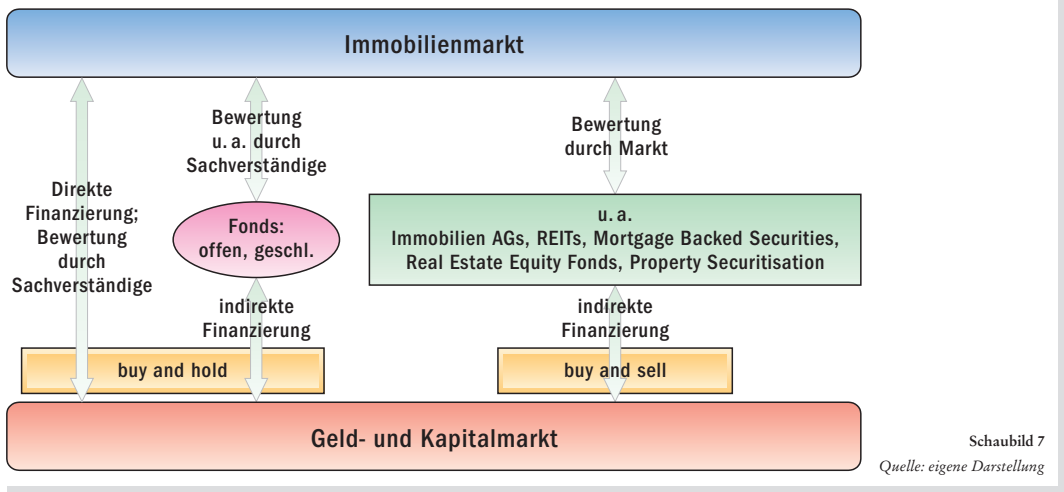 Immobilienmarkt
Bewertung
u. a. durch
Sachverständige
Bewertung
durch Markt
Direkte
Finanzierung;
Bewertung
durch
Sachverständige
Fonds:
offen, geschl.
u. a.
Immobilien AGs, REITs, Mortgage Backed Securities,
Real Estate Equity Fonds, Property Securitisation
indirekte
Finanzierung
indirekte
Finanzierung
buy and hold
buy and sell
Geld- und Kapitalmarkt
Schaubild 7
Quelle: eigene Darstellung